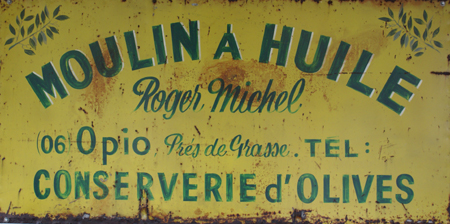 MOULIN A HUILE
Roger Michel
(06 Opio Près de Grasse. TEL:
CONSERVERIE d'OLIVES